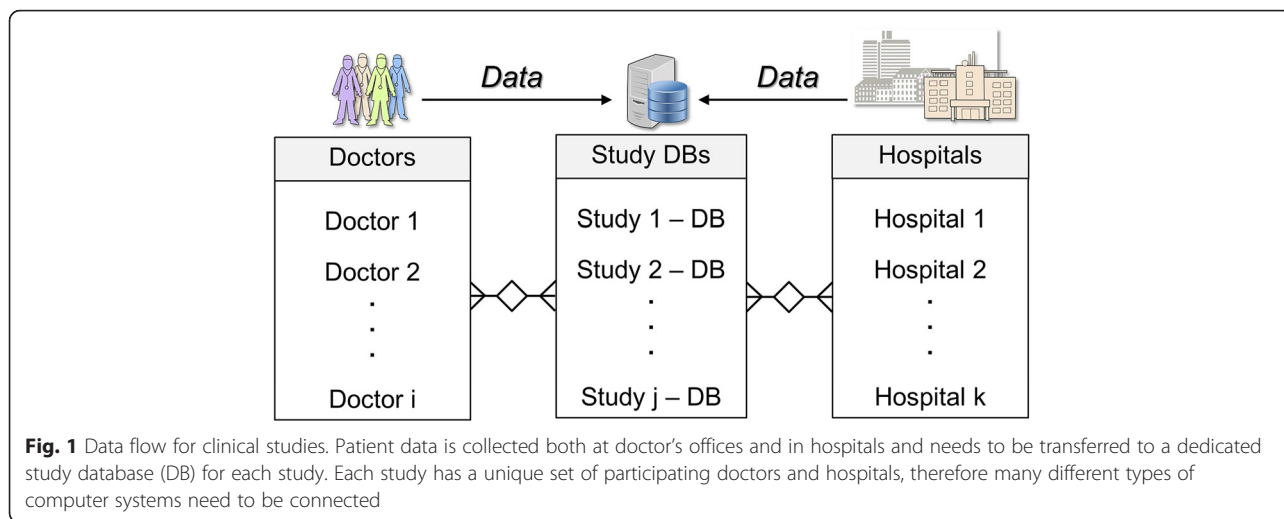 Data
Data
Doctors
Doctor 1
Doctor 2
.
.
.
Doctor i
Study DBs
Study 1 – DB
Study 2 – DB
.
.
.
Study j – DB
Hospitals
Hospital 1
Hospital 2
.
.
.
Hospital k
Fig. 1 Data flow for clinical studies. Patient data is collected both at doctor's offices and in hospitals and needs to be transferred to a dedicated
study database (DB) for each study. Each study has a unique set of participating doctors and hospitals, therefore many different types of
computer systems need to be connected